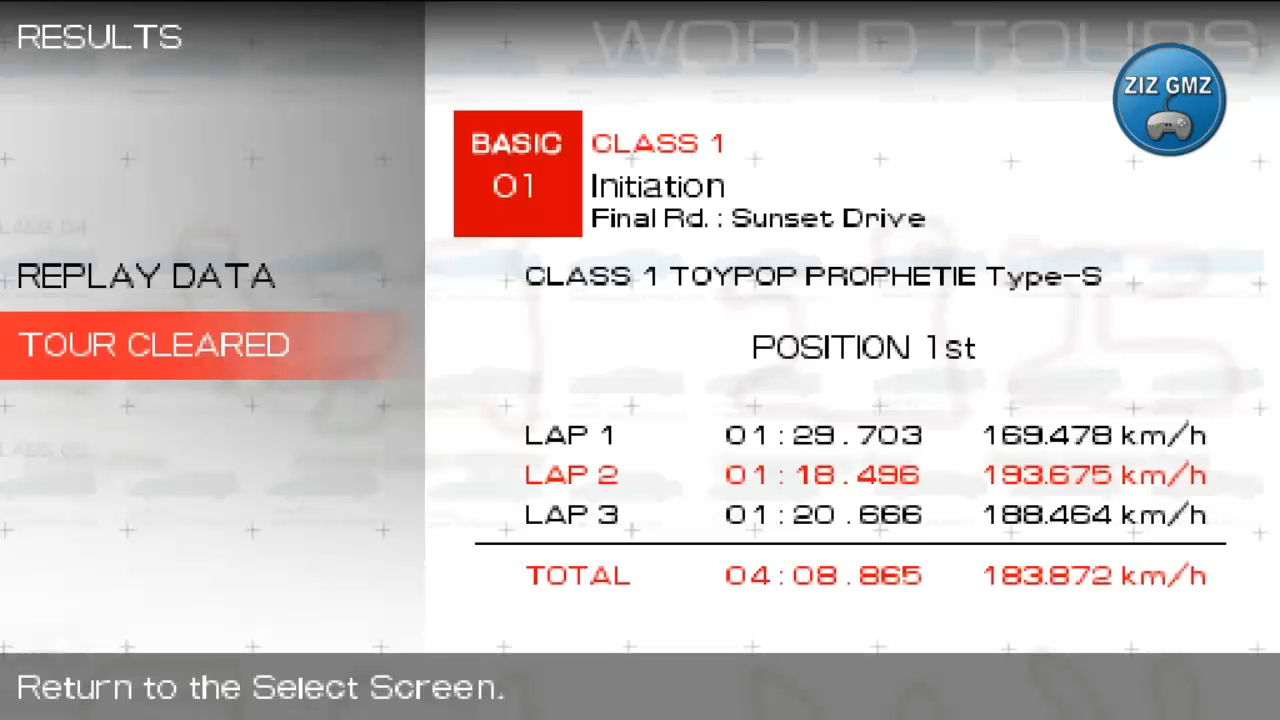 RESULTS
WORLD TOURS
ZIZ GMZ
BASIC
01
CLASS 1
Initiation
Final Rd. : Sunset Drive
REPLAY DATA
TOUR CLEARED
CLASS 1 TOYPOP PROPHETIE Type-S
POSITION 1st
LAP 1 01:29.703 169.478 km/h
LAP 2 01:18.496 193.675 km/h
LAP 3 01:20.666 188.464 km/h
TOTAL 04:08.865 183.872 km/h
Return to the Select Screen.